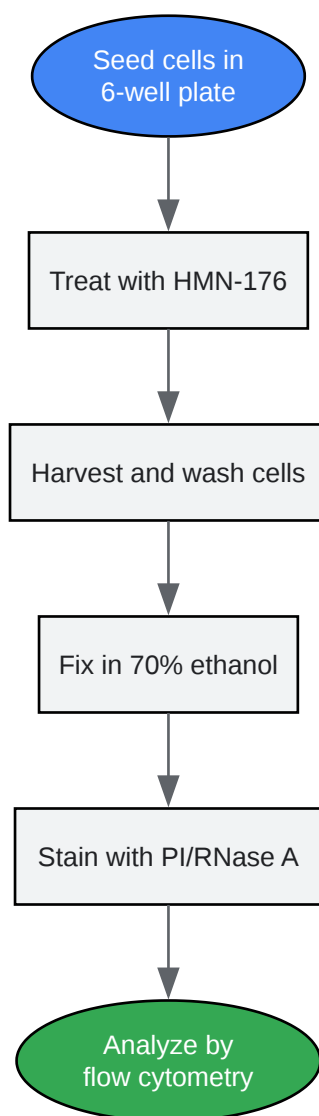 Seed cells in
6-well plate
Treat with HMN-176
Harvest and wash cells
Fix in 70% ethanol
Stain with PI/RNase A
Analyze by
flow cytometry